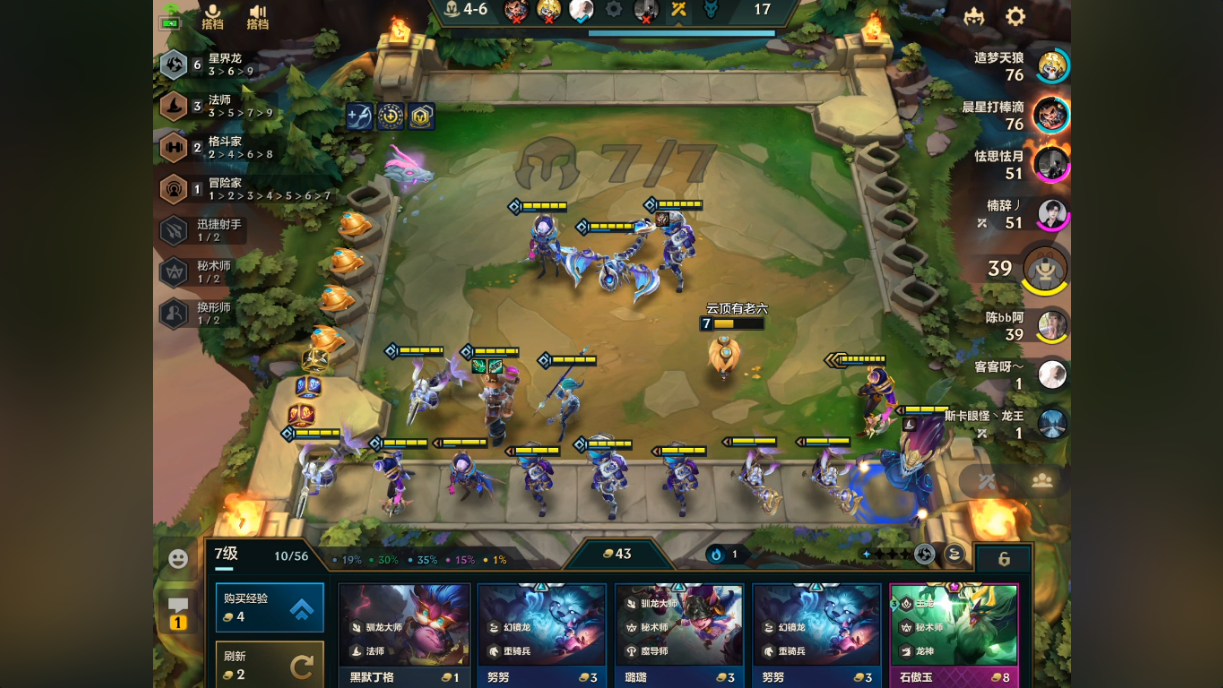 搭档
搭档
4-6
17
6 星界龙
3 > 6 > 9
3 法师
3 > 5 > 7 > 9
2 格斗家
2 > 4 > 6 > 8
1 冒险家
1 > 2 > 3 > 4 > 5 > 6 > 7
迅捷射手
1 / 2
秘术师
1 / 2
换形师
1 / 2
7/7
造梦天狼
76
晨星打棒滴
76
怯思怯月
51
楠辞丿
51
39
陈bb阿
39
客客呀～
1
斯卡眼怪丶龙王
1
云顶有老六
7
7级
10/56
19% 30% 35% 15% 1%
43
1
购买经验
4
刷新
2
1
驯龙大师
法师
黑默丁格 1
幻镜龙
重骑兵
努努 3
驯龙大师
秘术师
魔导师
璐璐 3
幻镜龙
重骑兵
努努 3
3 玉龙
秘术师
龙神
石傲玉 8